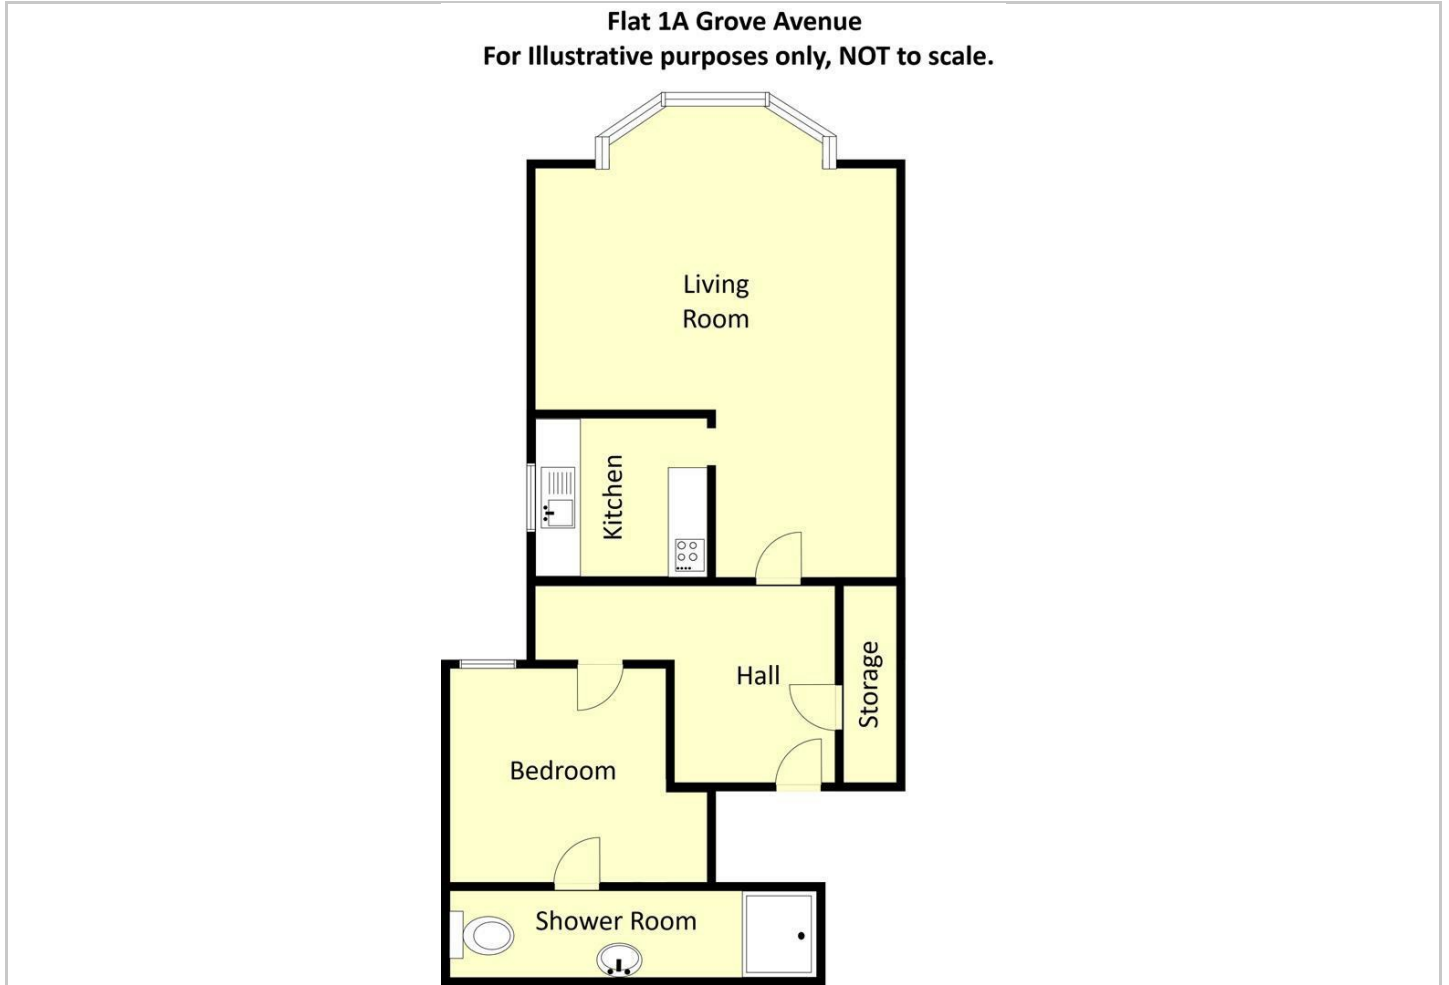 Flat 1A Grove Avenue
For Illustrative purposes only, NOT to scale.
Living
Room
Kitchen
Hall
Storage
Bedroom
Shower Room